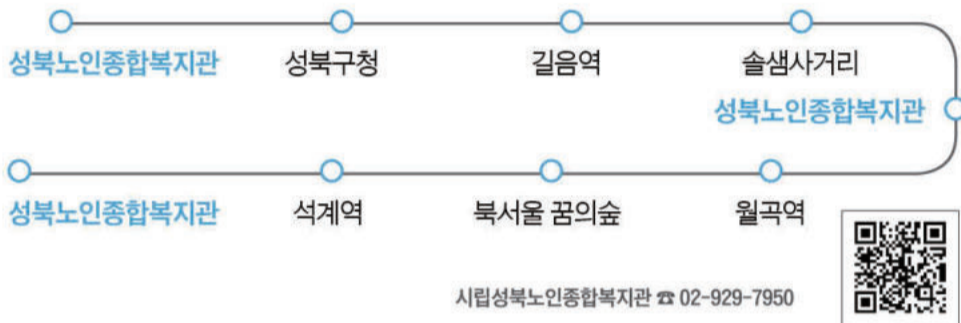 성북노인종합복지관 성북구청 길음역 솔샘사거리
성북노인종합복지관
성북노인종합복지관 석계역 북서울 꿈의숲 월곡역
시립성북노인종합복지관 ☎ 02-929-7950